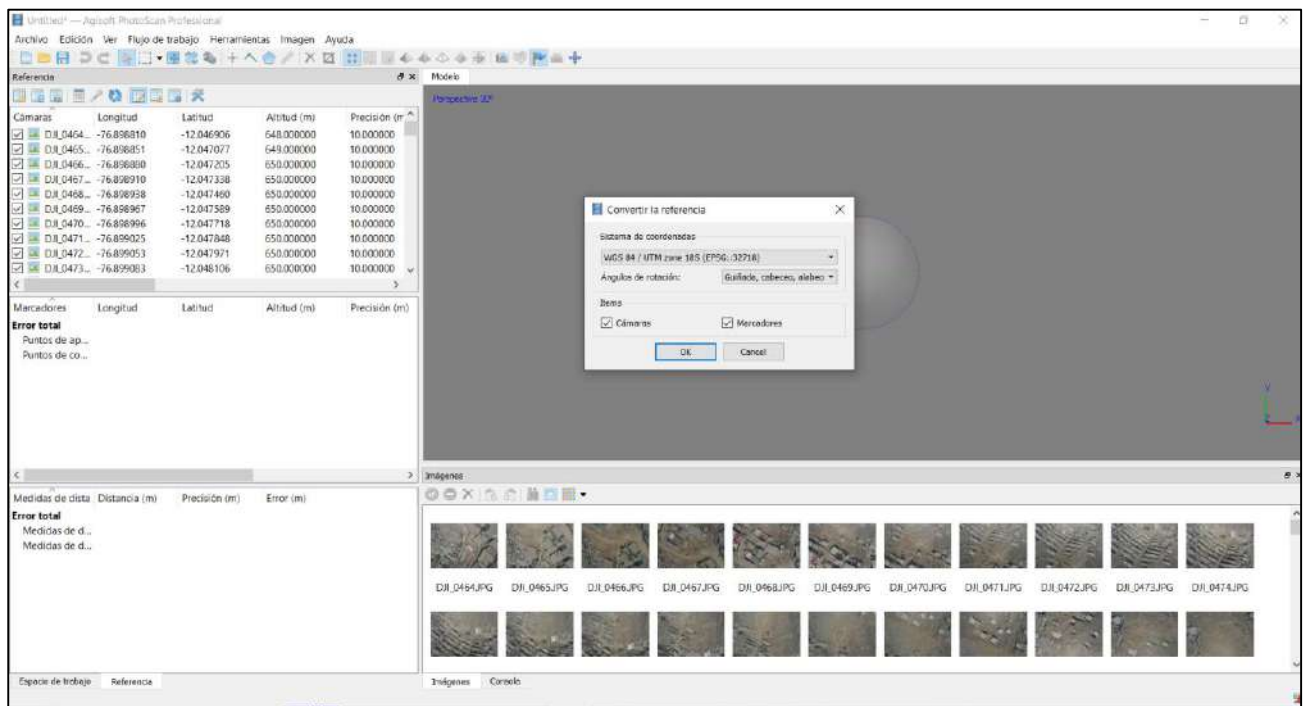 Untitled* — Agisoft PhotoScan Professional
Archivo Edición Ver Flujo de trabajo Herramientas Imagen Ayuda
Referencia
Modelo
Perspective 30°
Cámaras Longitud Latitud Altitud (m) Precisión (m
DJI_0464... -76.898810 -12.046906 648.000000 10.000000
DJI_0465... -76.898851 -12.047077 649.000000 10.000000
DJI_0466... -76.898880 -12.047205 650.000000 10.000000
DJI_0467... -76.898910 -12.047338 650.000000 10.000000
DJI_0468... -76.898938 -12.047460 650.000000 10.000000
DJI_0469... -76.898967 -12.047589 650.000000 10.000000
DJI_0470... -76.898996 -12.047718 650.000000 10.000000
DJI_0471... -76.899025 -12.047848 650.000000 10.000000
DJI_0472... -76.899053 -12.047971 650.000000 10.000000
DJI_0473... -76.899083 -12.048106 650.000000 10.000000
Marcadores Longitud Latitud Altitud (m) Precisión (m)
Error total
Puntos de ap...
Puntos de co...
Medidas de dista Distancia (m) Precisión (m) Error (m)
Error total
Medidas de d...
Medidas de d...
Espacio de trabajo Referencia
Convertir la referencia
Sistema de coordenadas
WGS 84 / UTM zone 18S (EPSG::32718)
Ángulos de rotación: Guiñada, cabeceo, alabeo
Items
Cámaras Marcadores
OK Cancel
Y
X
Imágenes
DJI_0464.JPG DJI_0465.JPG DJI_0466.JPG DJI_0467.JPG DJI_0468.JPG DJI_0469.JPG DJI_0470.JPG DJI_0471.JPG DJI_0472.JPG DJI_0473.JPG DJI_0474.JPG
Imágenes Consola